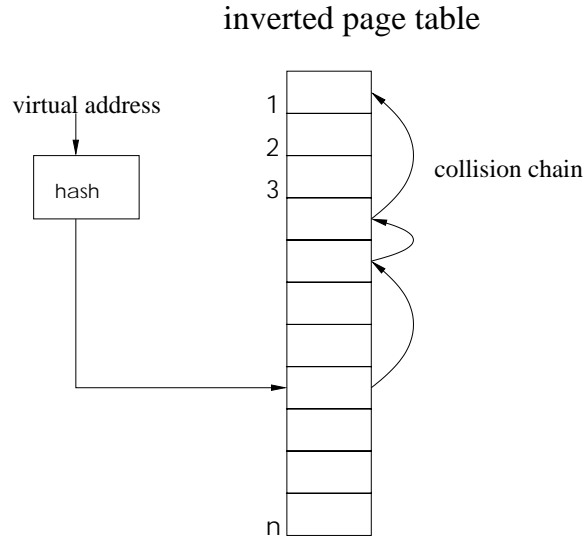 inverted page table
virtual address
1
2
hash
3
collision chain
n